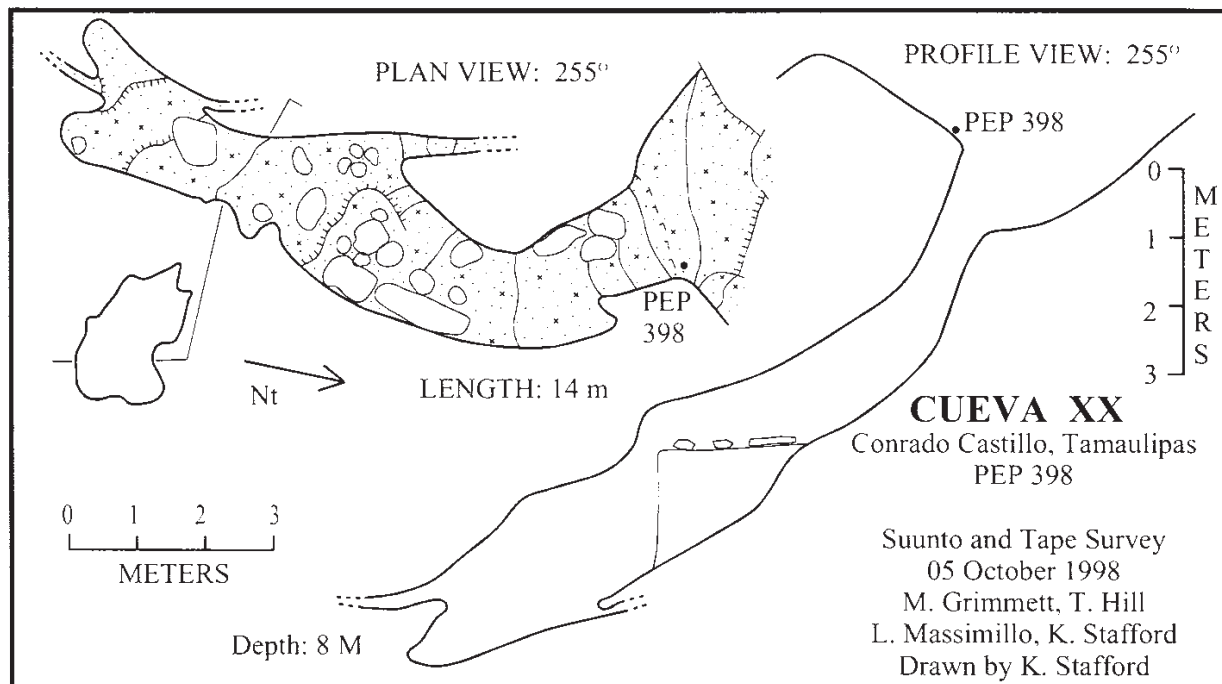 PLAN VIEW: 255°
PROFILE VIEW: 255°
PEP 398
PEP
398
0
1
2
3
METERS
Nt
LENGTH: 14 m
CUEVA XX
Conrado Castillo, Tamaulipas
PEP 398
0 1 2 3
METERS
Suunto and Tape Survey
05 October 1998
M. Grimmett, T. Hill
L. Massimillo, K. Stafford
Drawn by K. Stafford
Depth: 8 M